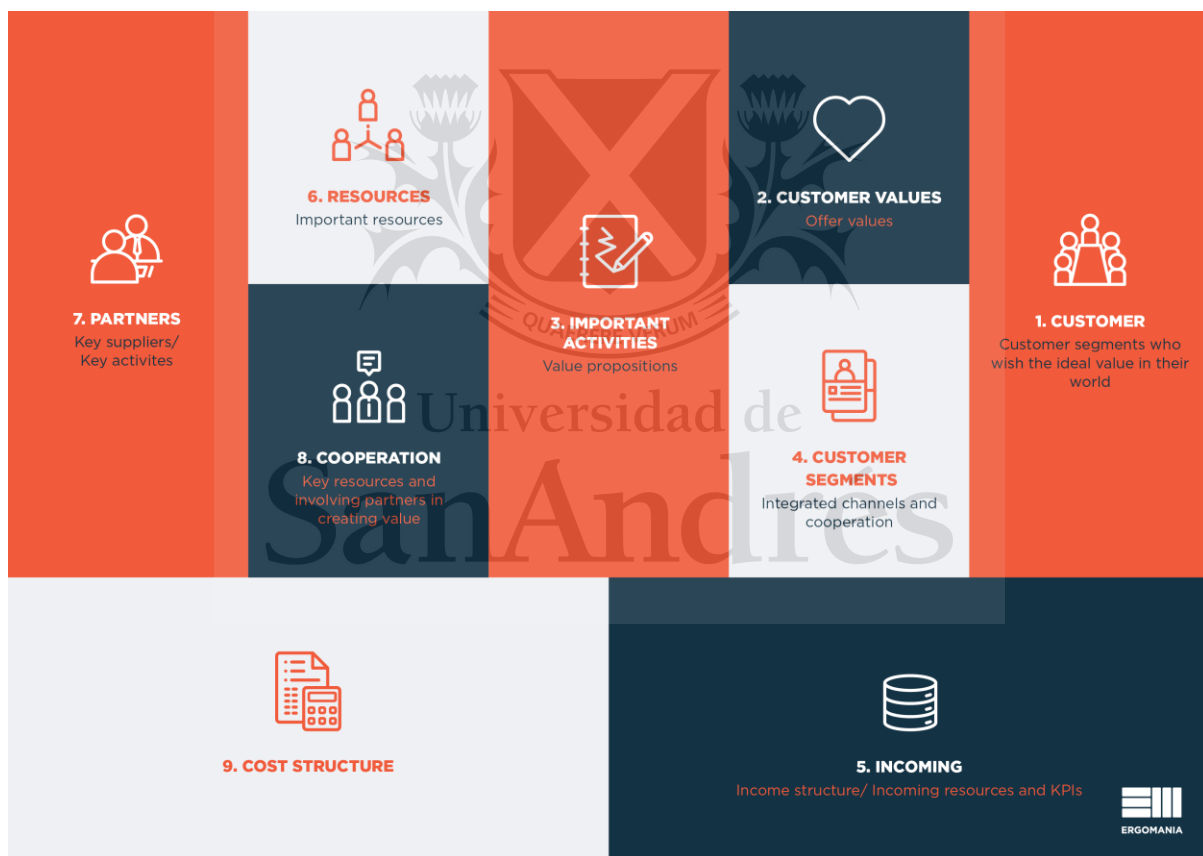 7. PARTNERS
Key suppliers/
Key activites
6. RESOURCES
Important resources
8. COOPERATION
Key resources and
involving partners in
creating value
3. IMPORTANT
ACTIVITIES
Value propositions
2. CUSTOMER VALUES
Offer values
4. CUSTOMER
SEGMENTS
Integrated channels and
cooperation
1. CUSTOMER
Customer segments who
wish the ideal value in their
world
9. COST STRUCTURE
5. INCOMING
Income structure/ Incoming resources and KPIs
ERGOMANIA
QUAERERE VERUM
Universidad de
SanAndrés